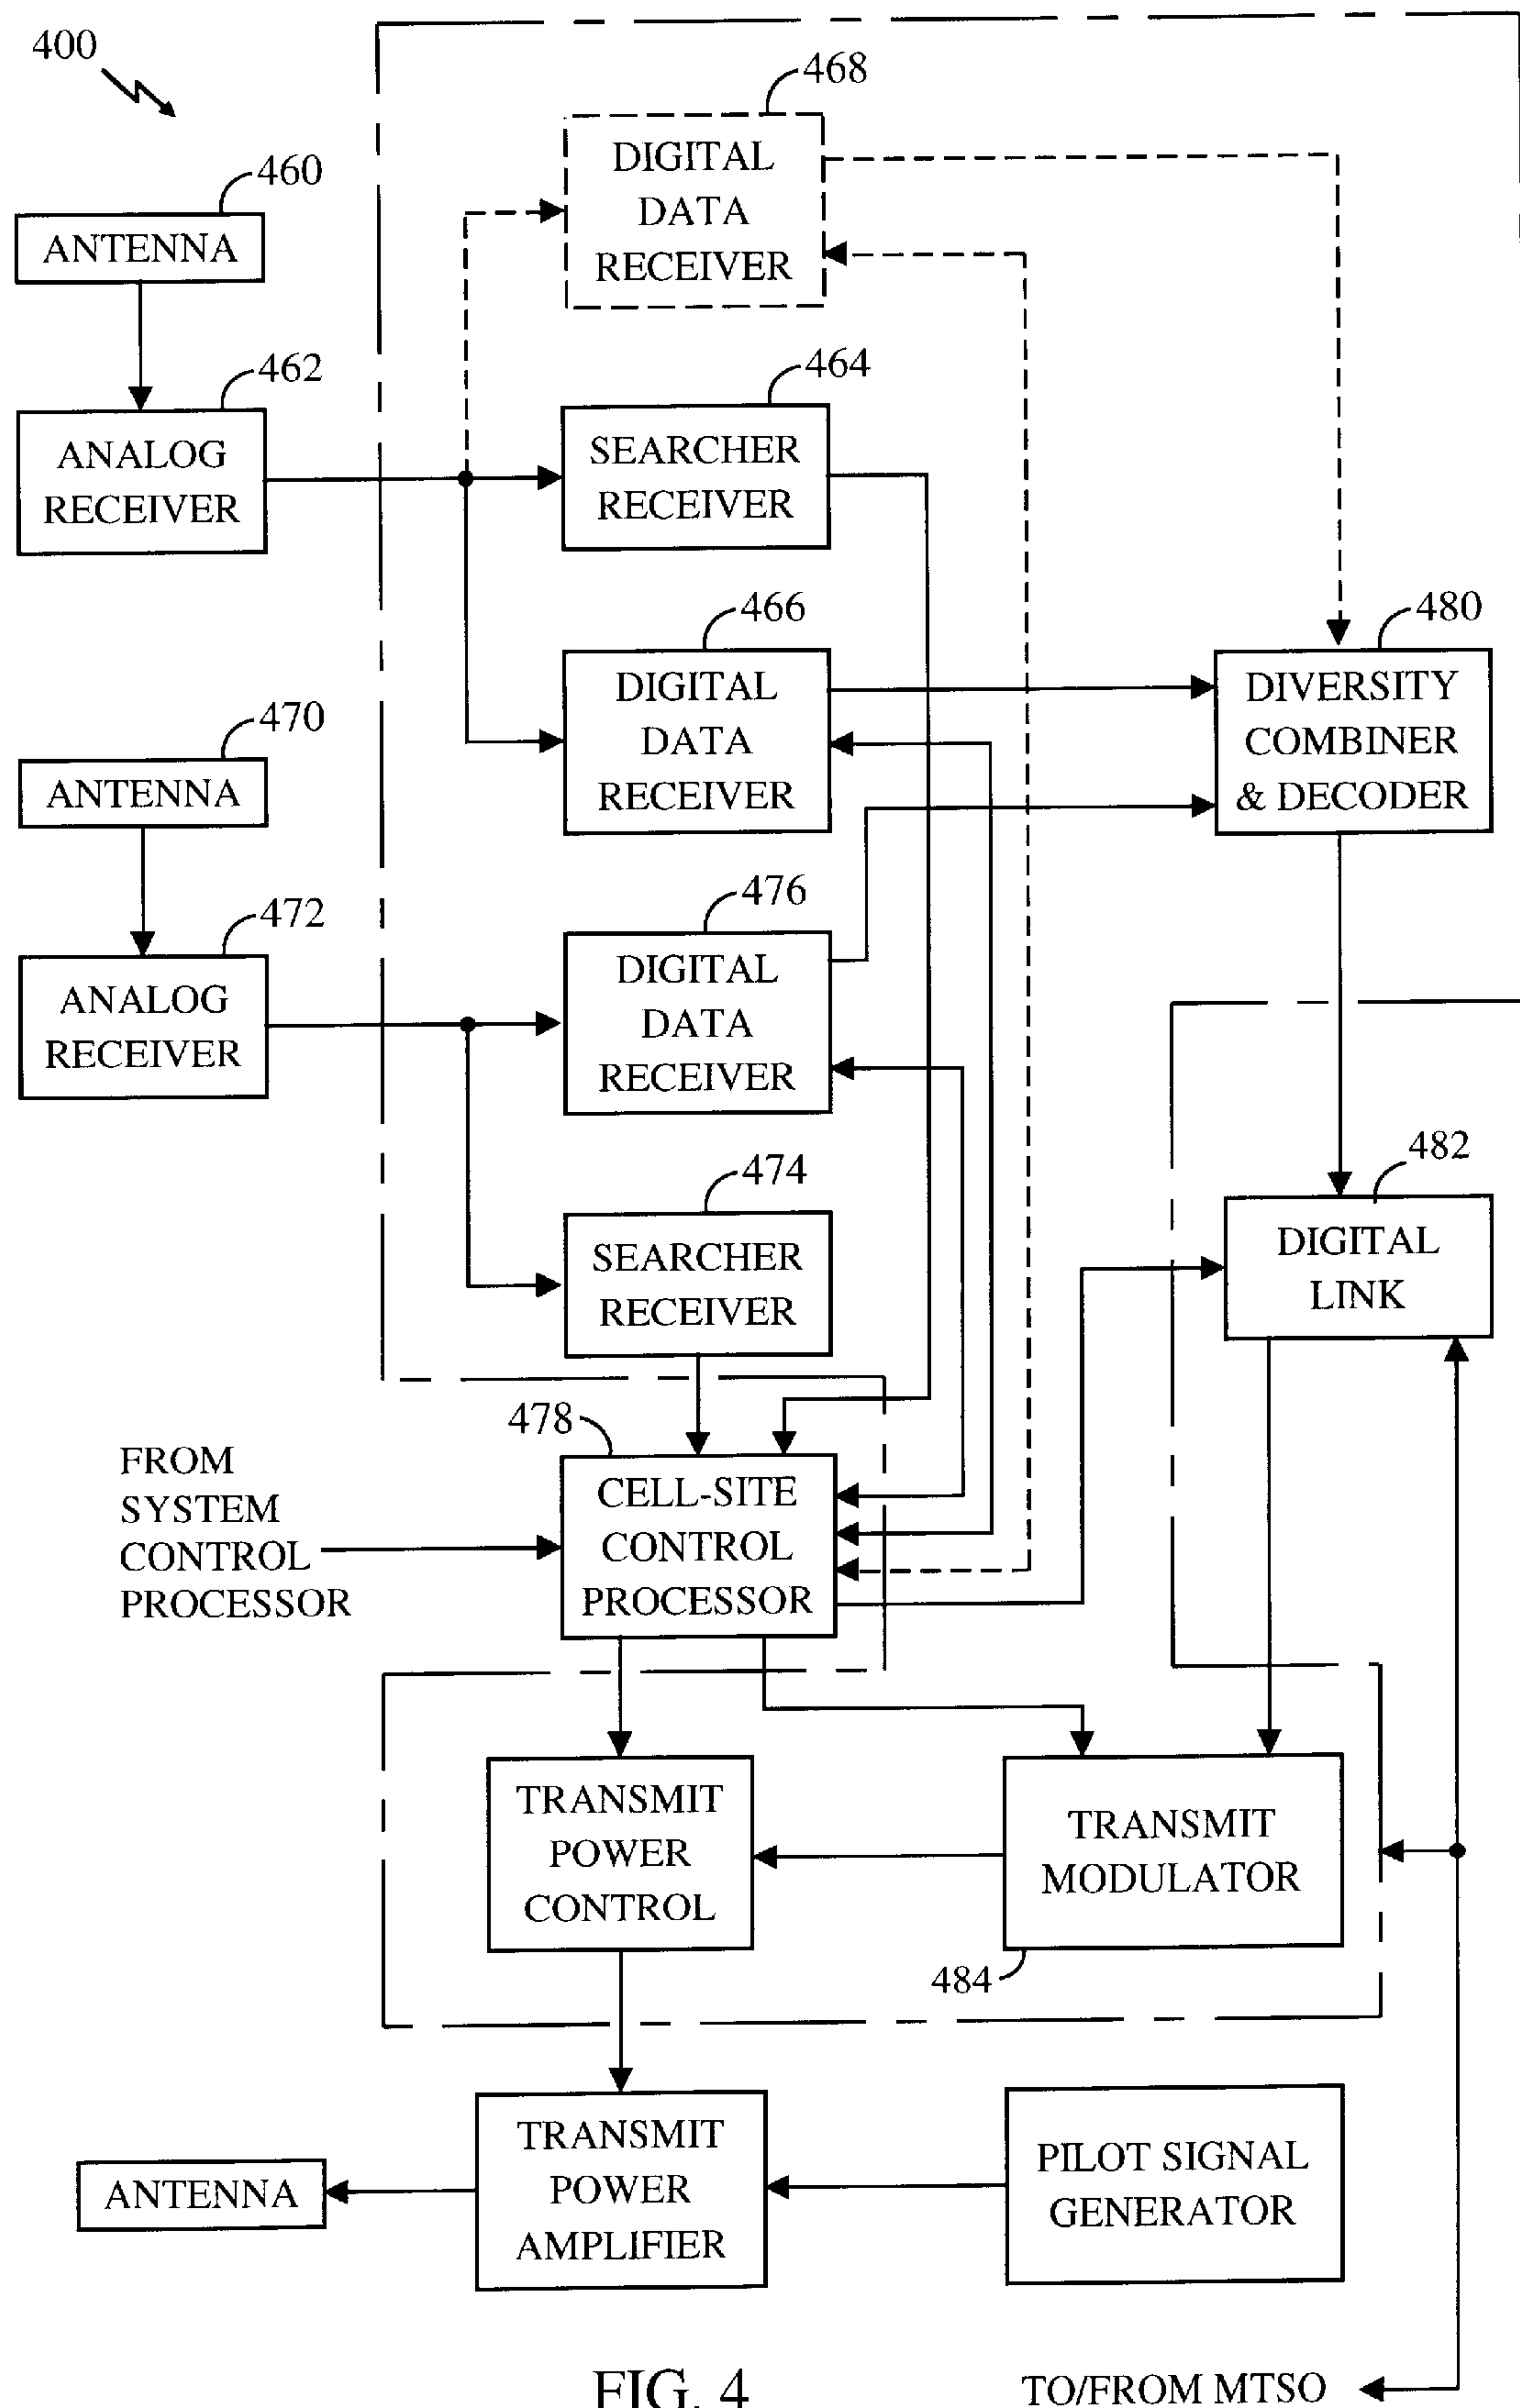 400
468
DIGITAL
DATA
RECEIVER
460
ANTENNA
462
ANALOG
RECEIVER
464
SEARCHER
RECEIVER
466
DIGITAL
DATA
RECEIVER
480
DIVERSITY
COMBINER
& DECODER
470
ANTENNA
472
ANALOG
RECEIVER
476
DIGITAL
DATA
RECEIVER
474
SEARCHER
RECEIVER
482
DIGITAL
LINK
478
CELL-SITE
CONTROL
PROCESSOR
FROM
SYSTEM
CONTROL
PROCESSOR
TRANSMIT
POWER
CONTROL
TRANSMIT
MODULATOR
484
TRANSMIT
POWER
AMPLIFIER
PILOT SIGNAL
GENERATOR
ANTENNA
FIG. 4
TO/FROM MTSO